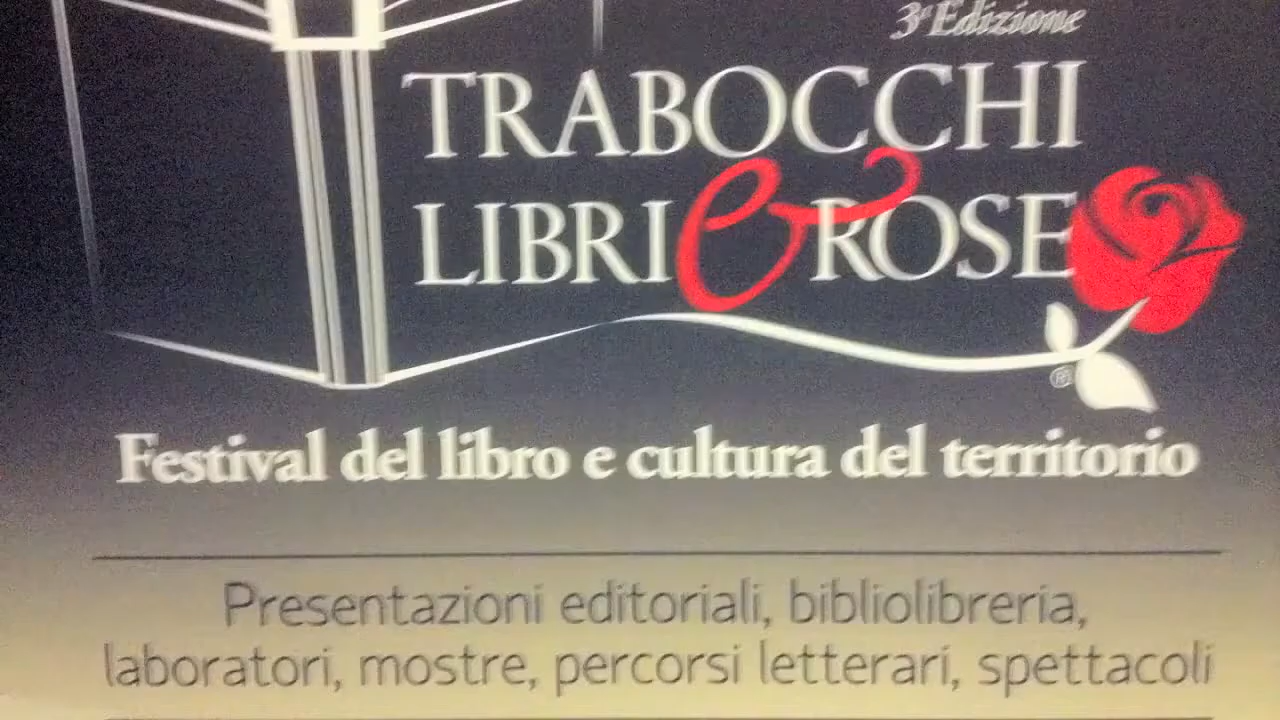 3ª Edizione
TRABOCCHI
LIBRI & ROSE
®
Festival del libro e cultura del territorio
Presentazioni editoriali, bibliolibreria,
laboratori, mostre, percorsi letterari, spettacoli